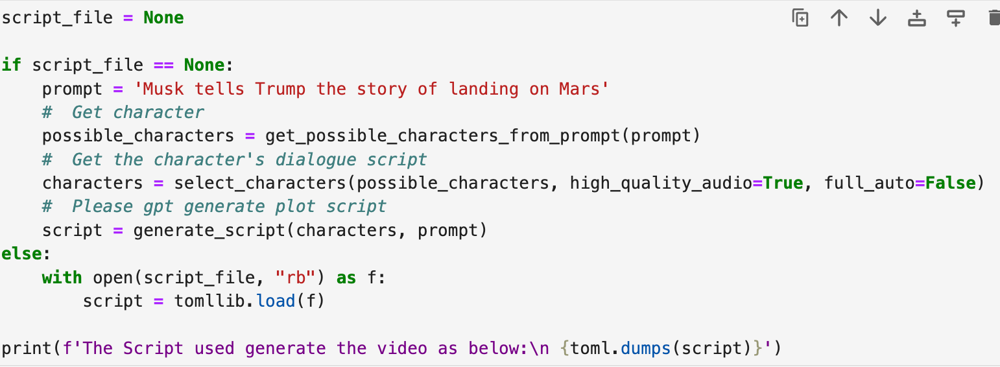 script_file = None

if script_file == None:
    prompt = 'Musk tells Trump the story of landing on Mars'
    #  Get character
    possible_characters = get_possible_characters_from_prompt(prompt)
    #  Get the character's dialogue script
    characters = select_characters(possible_characters, high_quality_audio=True, full_auto=False)
    #  Please gpt generate plot script
    script = generate_script(characters, prompt)
else:
    with open(script_file, "rb") as f:
        script = tomllib.load(f)

print(f'The Script used generate the video as below:\n {toml.dumps(script)}')